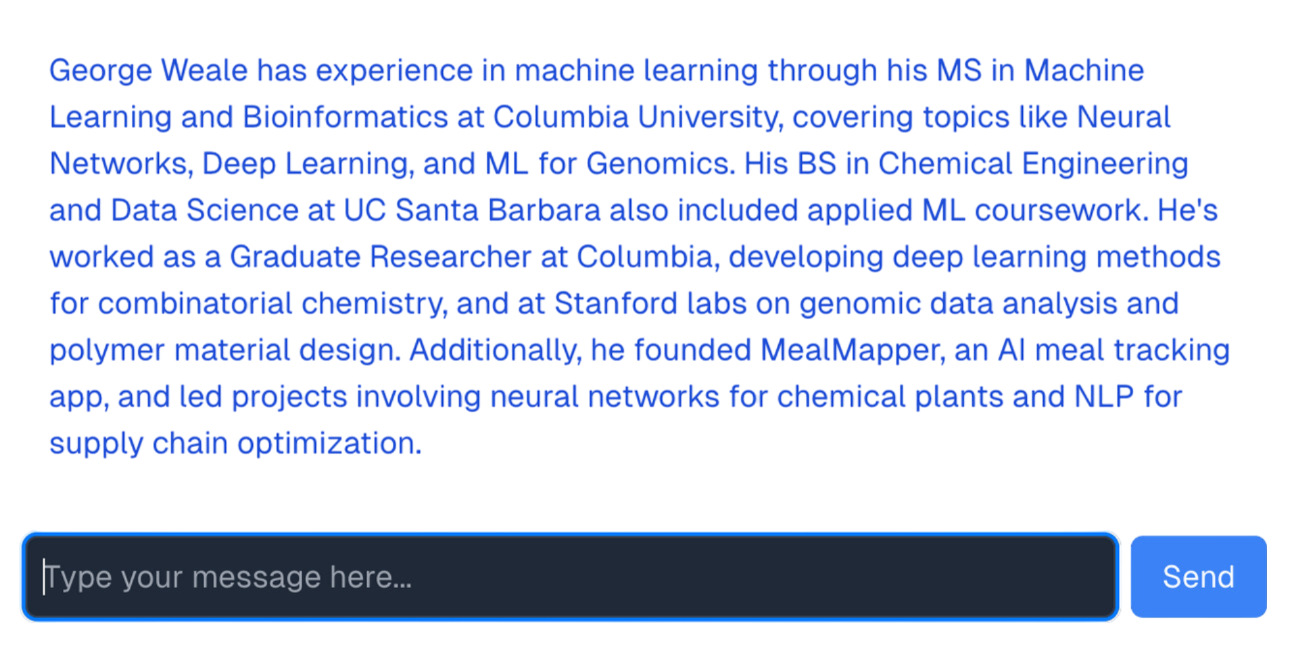 George Weale has experience in machine learning through his MS in Machine
Learning and Bioinformatics at Columbia University, covering topics like Neural
Networks, Deep Learning, and ML for Genomics. His BS in Chemical Engineering
and Data Science at UC Santa Barbara also included applied ML coursework. He's
worked as a Graduate Researcher at Columbia, developing deep learning methods
for combinatorial chemistry, and at Stanford labs on genomic data analysis and
polymer material design. Additionally, he founded MealMapper, an AI meal tracking
app, and led projects involving neural networks for chemical plants and NLP for
supply chain optimization.
Type your message here...
Send